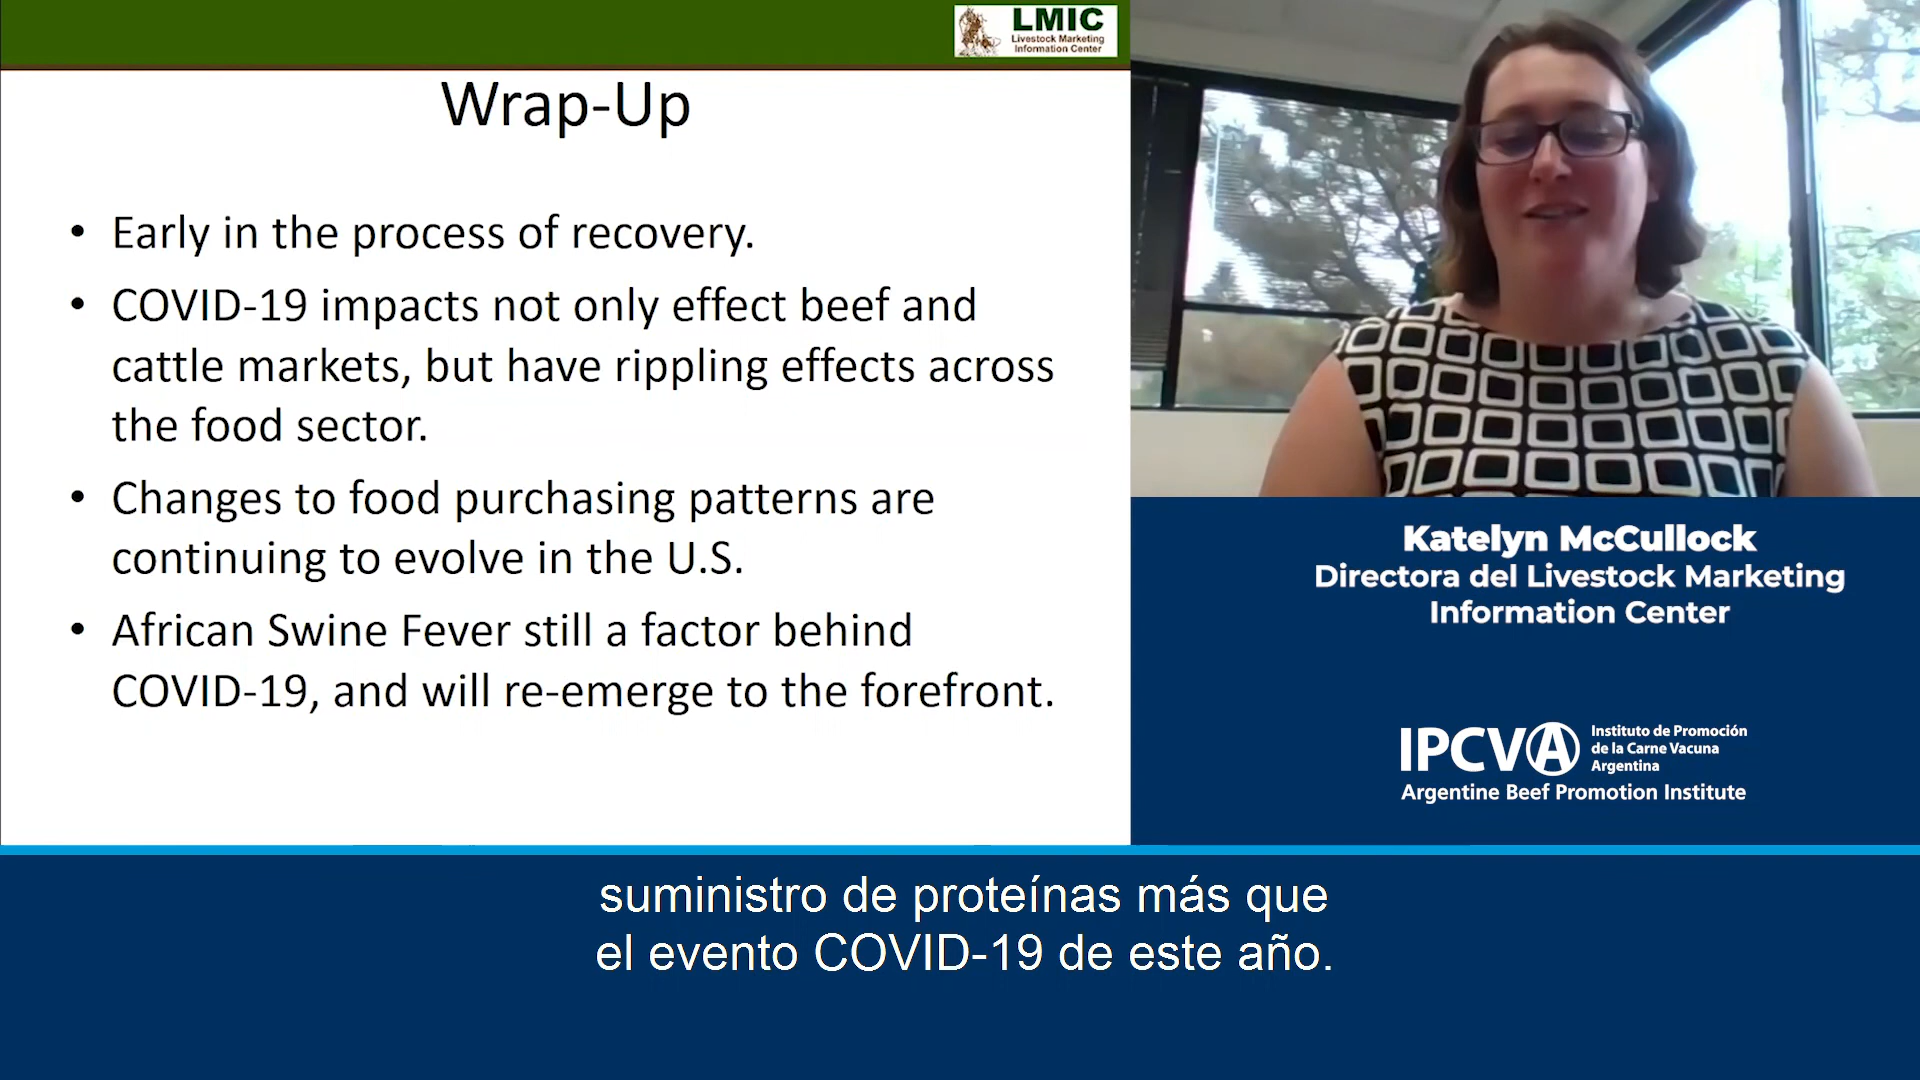 LMIC
Livestock Marketing
Information Center
Wrap-Up
• Early in the process of recovery.
• COVID-19 impacts not only effect beef and
cattle markets, but have rippling effects across
the food sector.
• Changes to food purchasing patterns are
continuing to evolve in the U.S.
• African Swine Fever still a factor behind
COVID-19, and will re-emerge to the forefront.
Katelyn McCullock
Directora del Livestock Marketing
Information Center
IPCVA
Instituto de Promoción
de la Carne Vacuna
Argentina
Argentine Beef Promotion Institute
suministro de proteínas más que
el evento COVID-19 de este año.